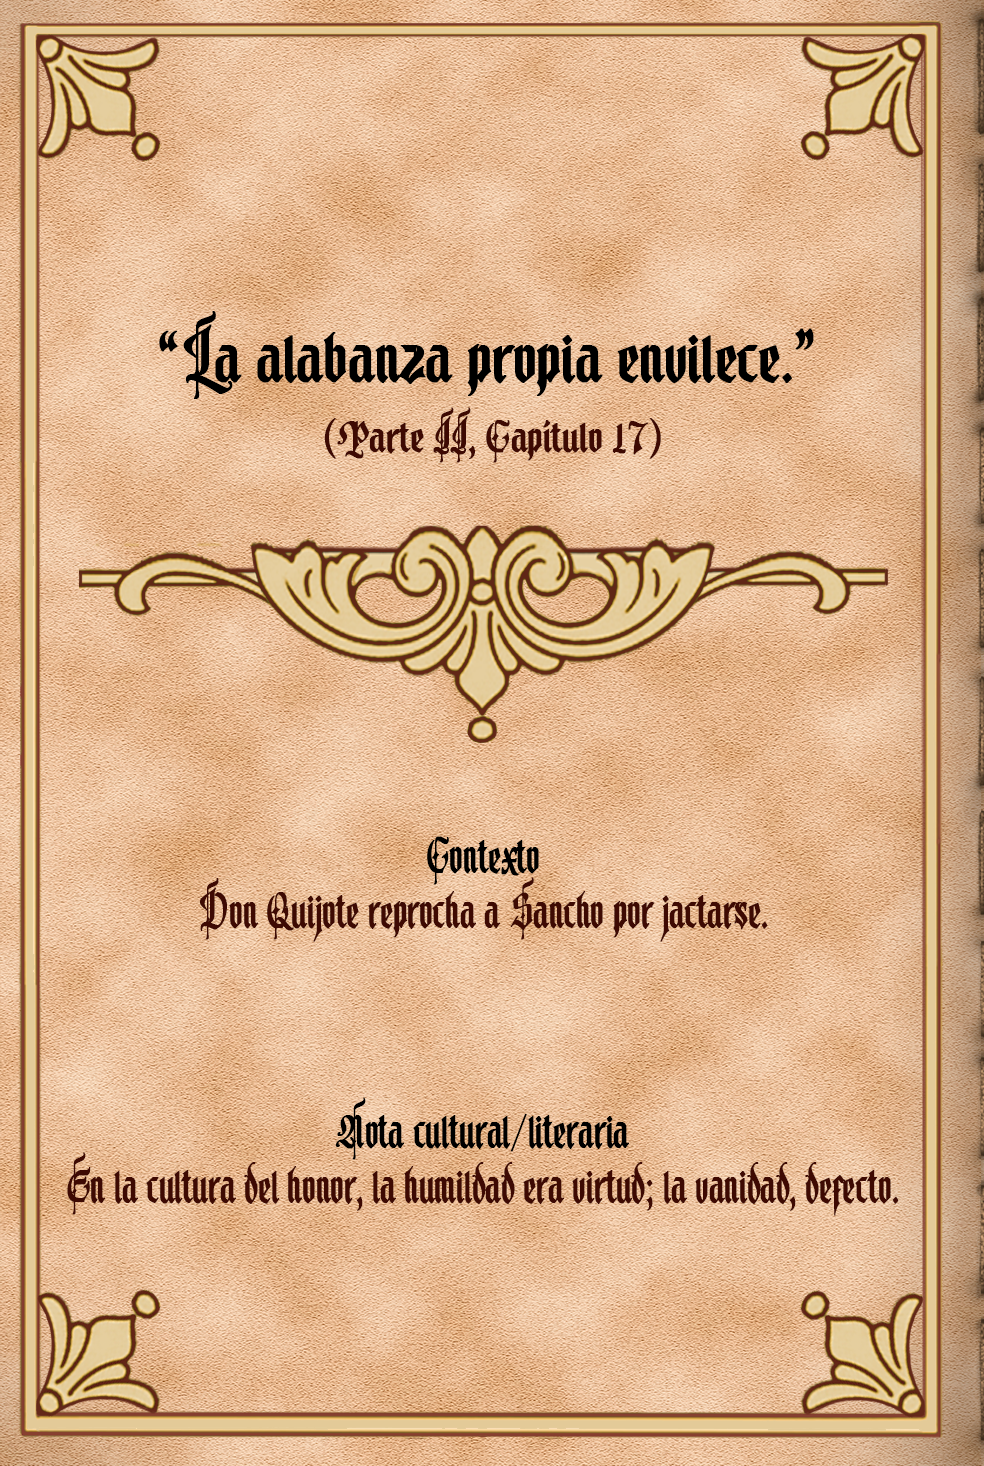 “La alabanza propia envilece.”
(Parte II, Capítulo 17)
Contexto
Don Quijote reprocha a Sancho por jactarse.
Nota cultural/literaria
En la cultura del honor, la humildad era virtud; la vanidad, defecto.